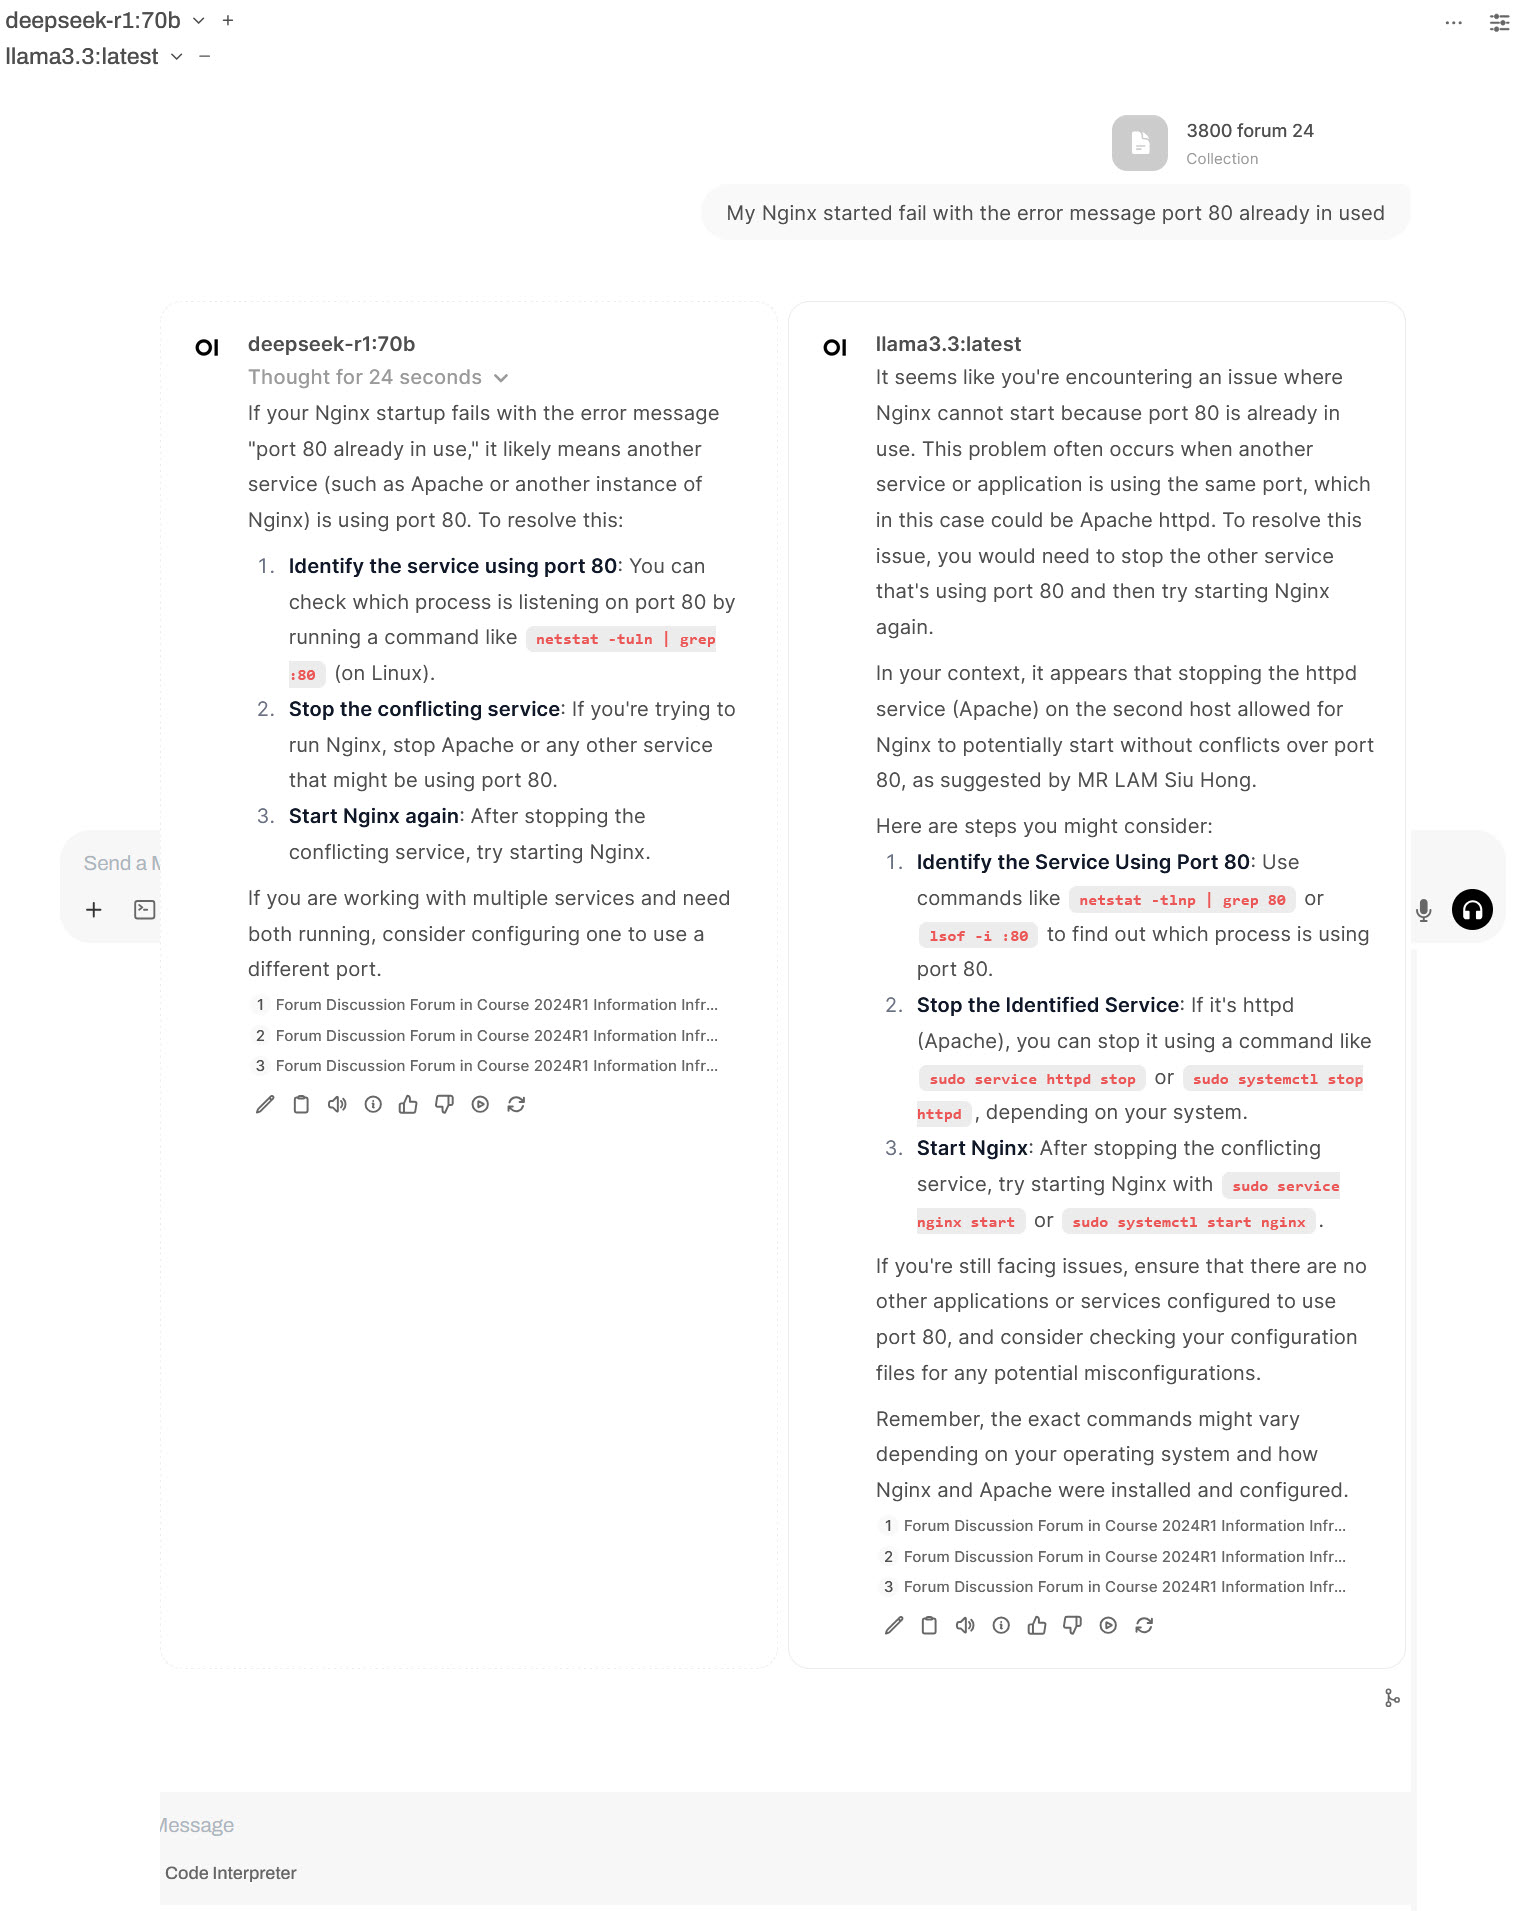 deepseek-r1:70b
llama3.3:latest
3800 forum 24
Collection
My Nginx started fail with the error message port 80 already in used
OI
deepseek-r1:70b
Thought for 24 seconds
If your Nginx startup fails with the error message
"port 80 already in use," it likely means another
service (such as Apache or another instance of
Nginx) is using port 80. To resolve this:
1. Identify the service using port 80: You can
check which process is listening on port 80 by
running a command like netstat -tuln | grep
:80 (on Linux).
2. Stop the conflicting service: If you're trying to
run Nginx, stop Apache or any other service
that might be using port 80.
3. Start Nginx again: After stopping the
conflicting service, try starting Nginx.
If you are working with multiple services and need
both running, consider configuring one to use a
different port.
1 Forum Discussion Forum in Course 2024R1 Information Infr...
2 Forum Discussion Forum in Course 2024R1 Information Infr...
3 Forum Discussion Forum in Course 2024R1 Information Infr...
OI
llama3.3:latest
It seems like you're encountering an issue where
Nginx cannot start because port 80 is already in
use. This problem often occurs when another
service or application is using the same port, which
in this case could be Apache httpd. To resolve this
issue, you would need to stop the other service
that's using port 80 and then try starting Nginx
again.
In your context, it appears that stopping the httpd
service (Apache) on the second host allowed for
Nginx to potentially start without conflicts over port
80, as suggested by MR LAM Siu Hong.
Here are steps you might consider:
1. Identify the Service Using Port 80: Use
commands like netstat -tlnp | grep 80 or
lsof -i :80 to find out which process is using
port 80.
2. Stop the Identified Service: If it's httpd
(Apache), you can stop it using a command like
sudo service httpd stop or sudo systemctl stop
httpd, depending on your system.
3. Start Nginx: After stopping the conflicting
service, try starting Nginx with sudo service
nginx start or sudo systemctl start nginx.
If you're still facing issues, ensure that there are no
other applications or services configured to use
port 80, and consider checking your configuration
files for any potential misconfigurations.
Remember, the exact commands might vary
depending on your operating system and how
Nginx and Apache were installed and configured.
1 Forum Discussion Forum in Course 2024R1 Information Infr...
2 Forum Discussion Forum in Course 2024R1 Information Infr...
3 Forum Discussion Forum in Course 2024R1 Information Infr...
Send a M
Message
Code Interpreter